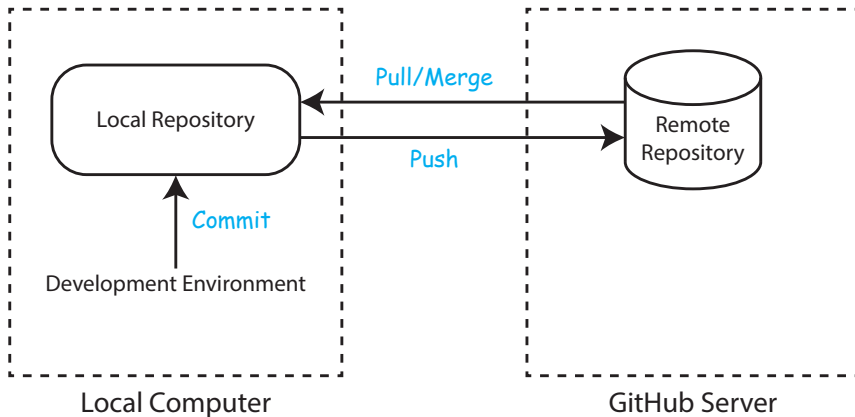 Pull/Merge
Local Repository
Remote
Repository
Push
Commit
Development Environment
Local Computer
GitHub Server